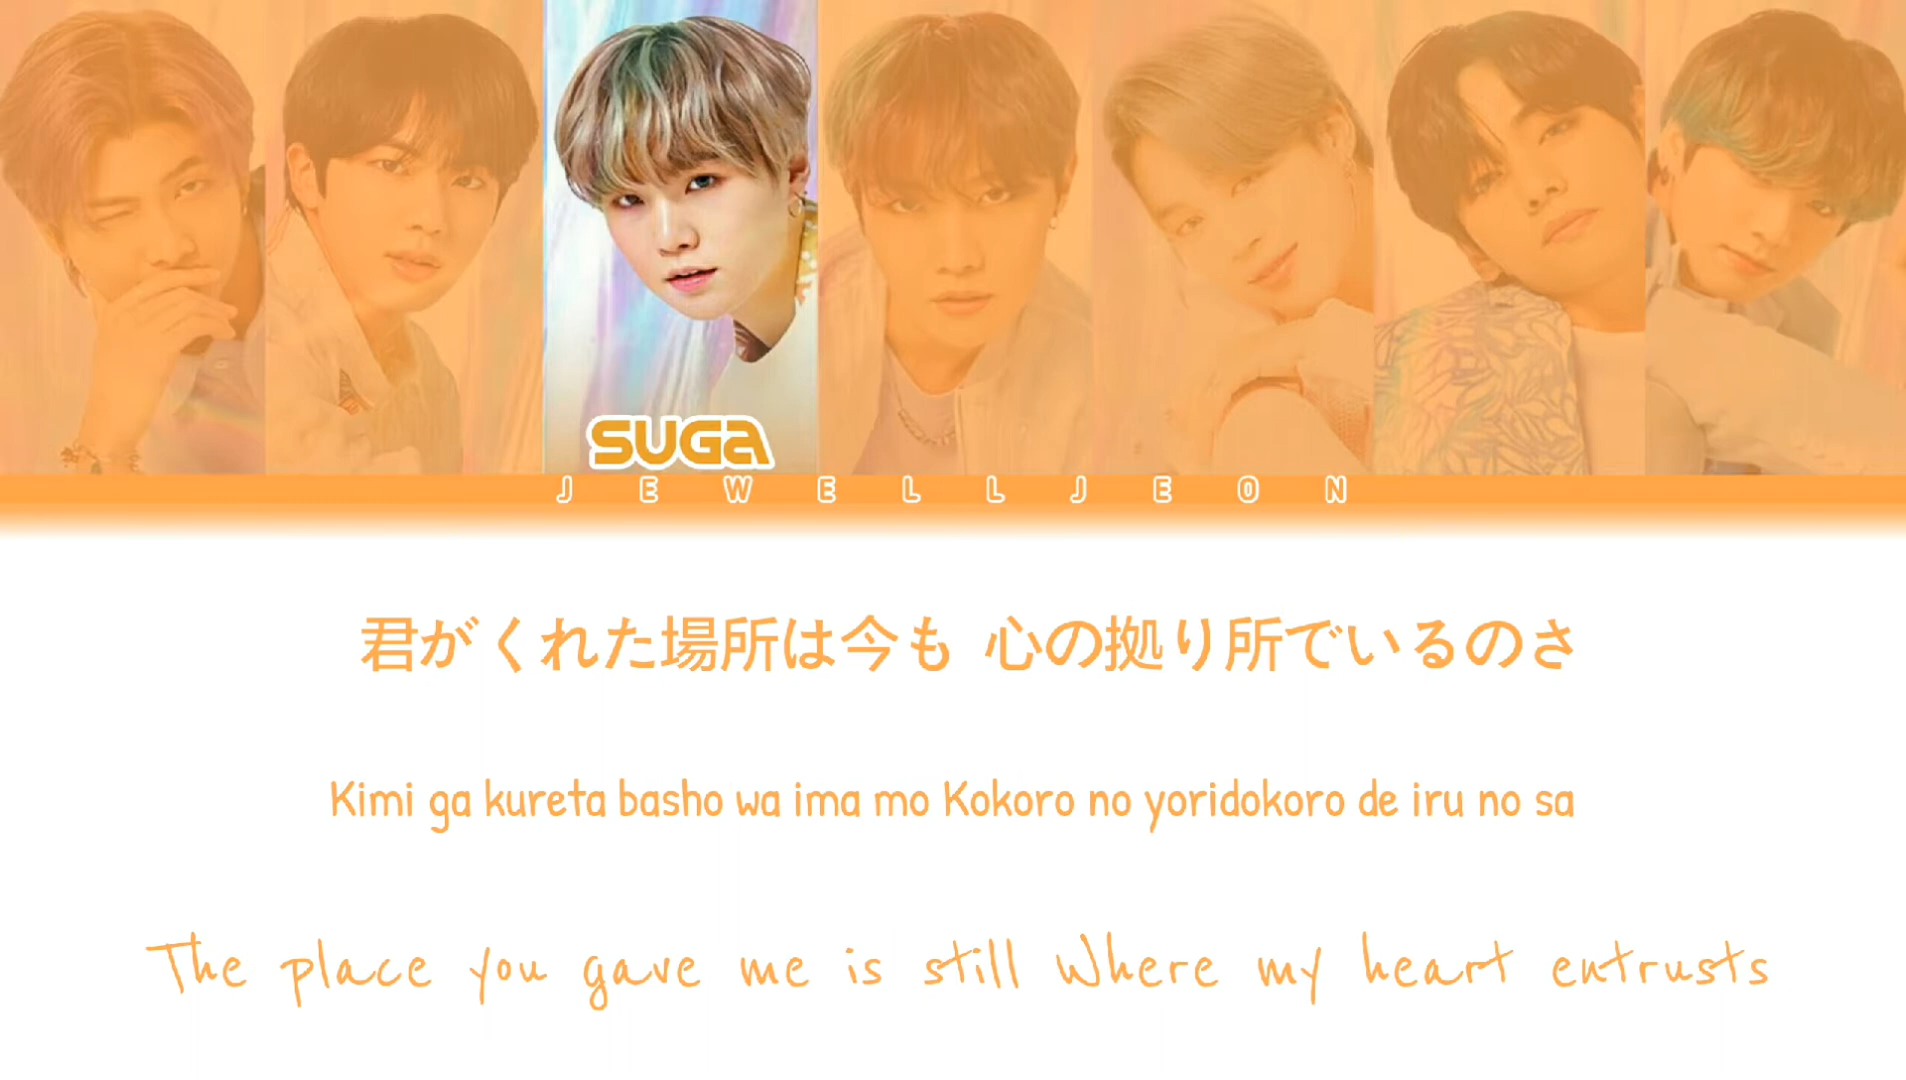 SUGA
JEWELLJEON
君がくれた場所は今も 心の拠り所でいるのさ
Kimi ga kureta basho wa ima mo Kokoro no yoridokoro de iru no sa
The place you gave me is still Where my heart entrusts